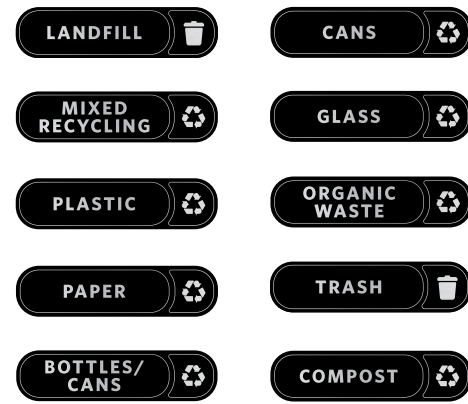 LANDFILL
CANS
MIXED
RECYCLING
GLASS
PLASTIC
ORGANIC
WASTE
PAPER
TRASH
BOTTLES/
CANS
COMPOST